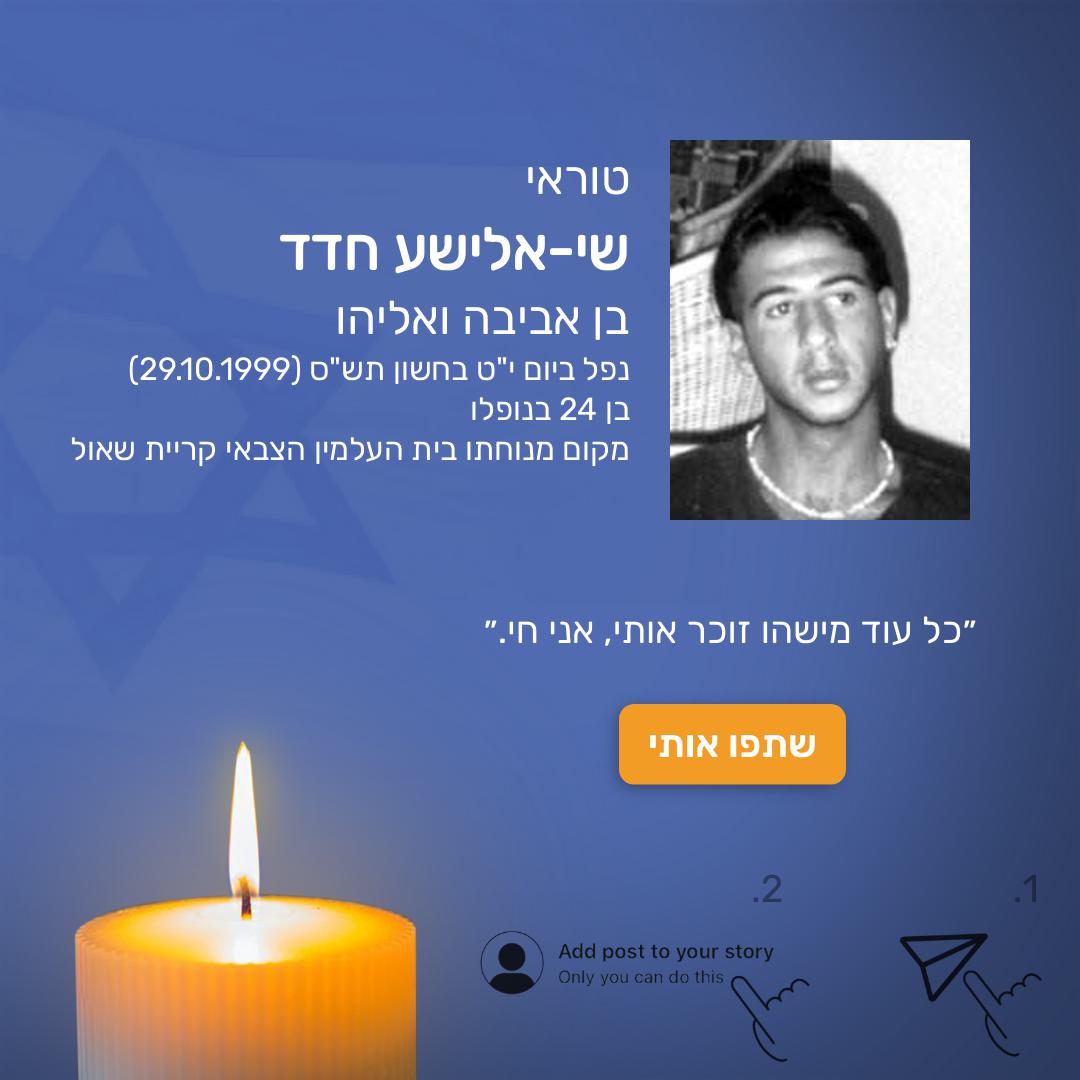 טוראי
שי-אלישע חדד
בן אביבה ואליהו
נפל ביום י"ט בחשון תש"ס (29.10.1999)
בן 24 בנופלו
מקום מנוחתו בית העלמין הצבאי קריית שאול
״כל עוד מישהו זוכר אותי, אני חי.״
שתפו אותי
1.
2.
Add post to your story
Only you can do this